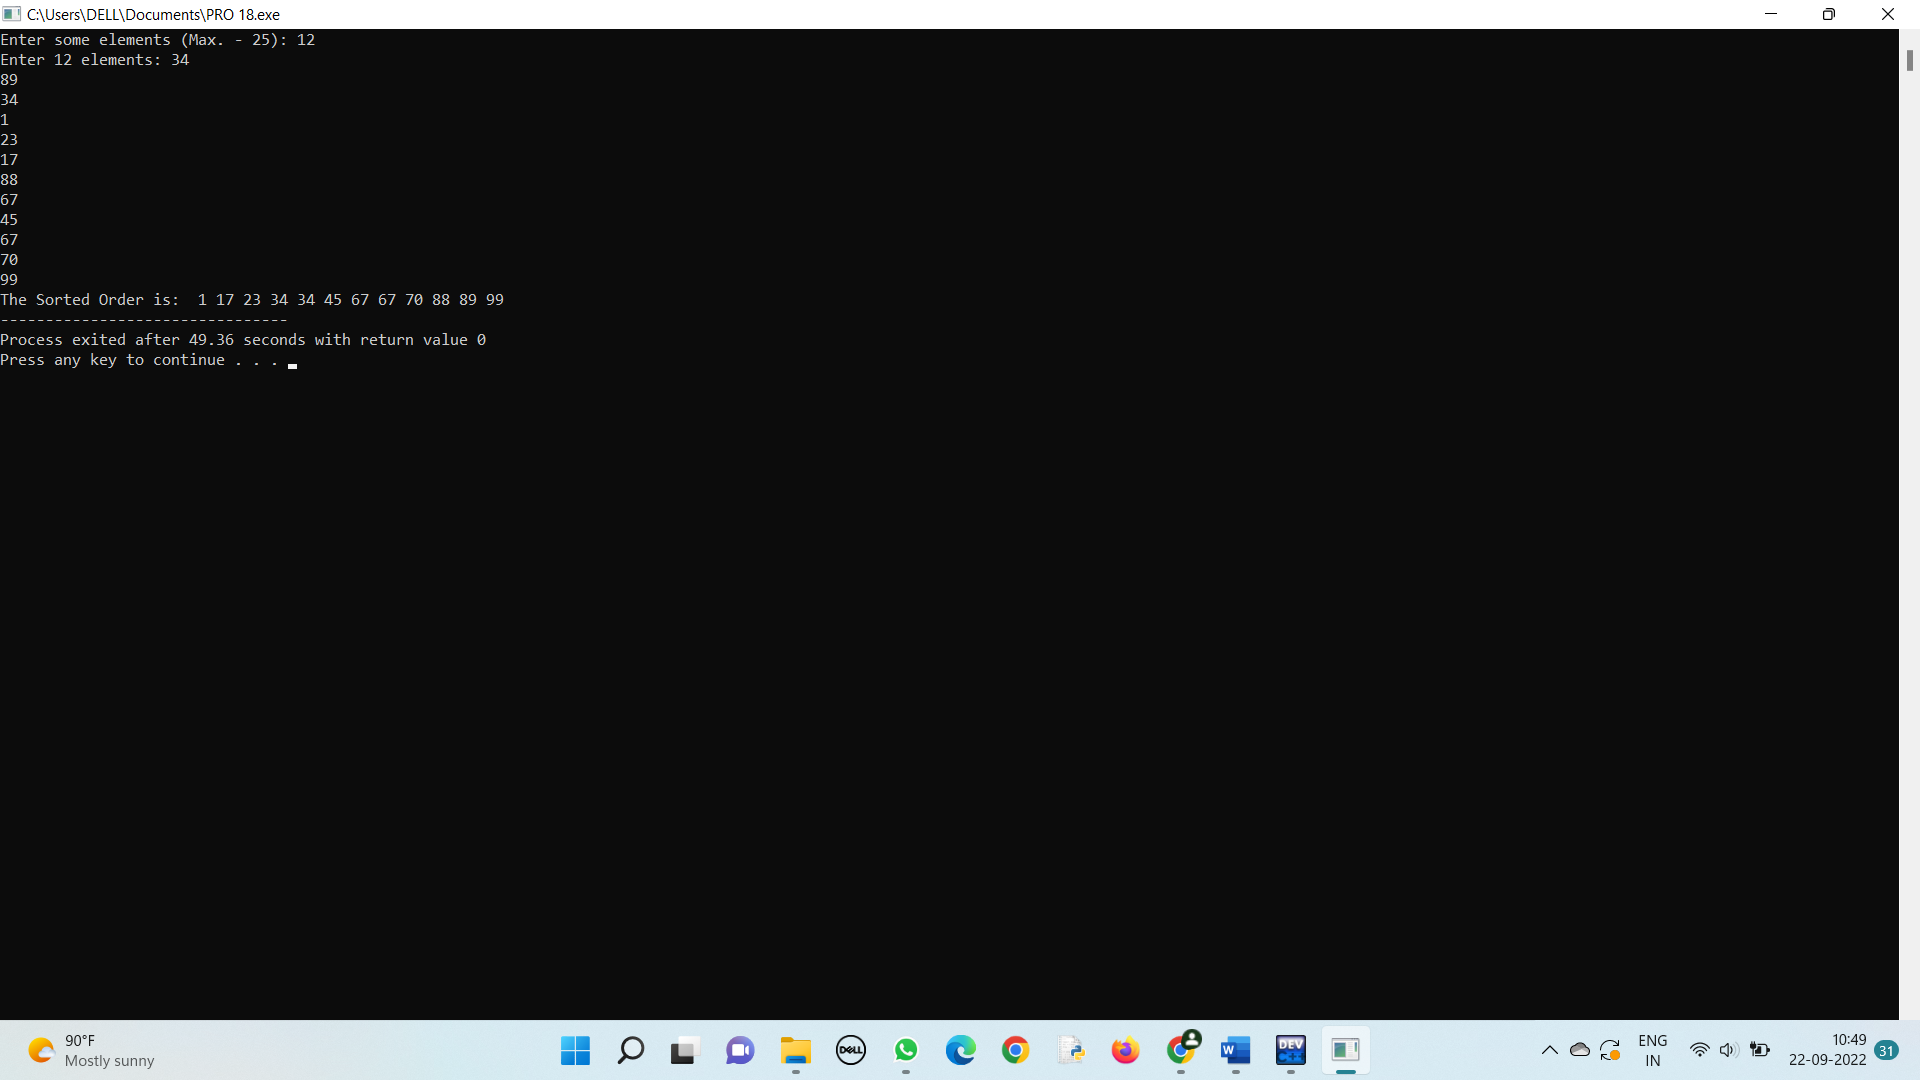 C:\Users\DELL\Documents\PRO 18.exe
Enter some elements (Max. - 25): 12
Enter 12 elements: 34
89
34
1
23
17
88
67
45
67
70
99
The Sorted Order is:  1 17 23 34 34 45 67 67 70 88 89 99
--------------------------------
Process exited after 49.36 seconds with return value 0
Press any key to continue . . .
90°F
Mostly sunny
DELL
W
DEV
C++
ENG
IN
10:49
22-09-2022
31